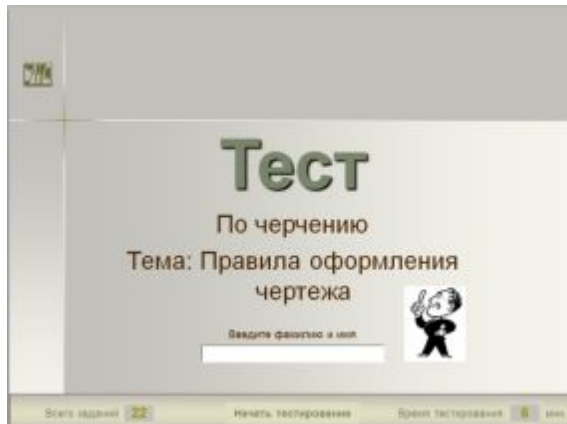 Тест
По черчению
Тема: Правила оформления
чертежа
Введите фамилию и имя
Всего заданий 22 Начать тестирование Время тестирования 6 мин